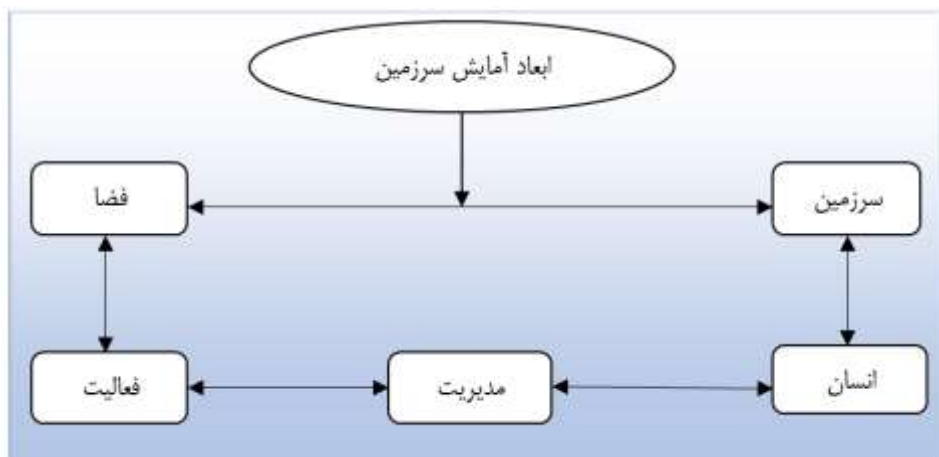 ابعاد آمایش سرزمین
سرزمین
فضا
انسان
مدیریت
فعالیت